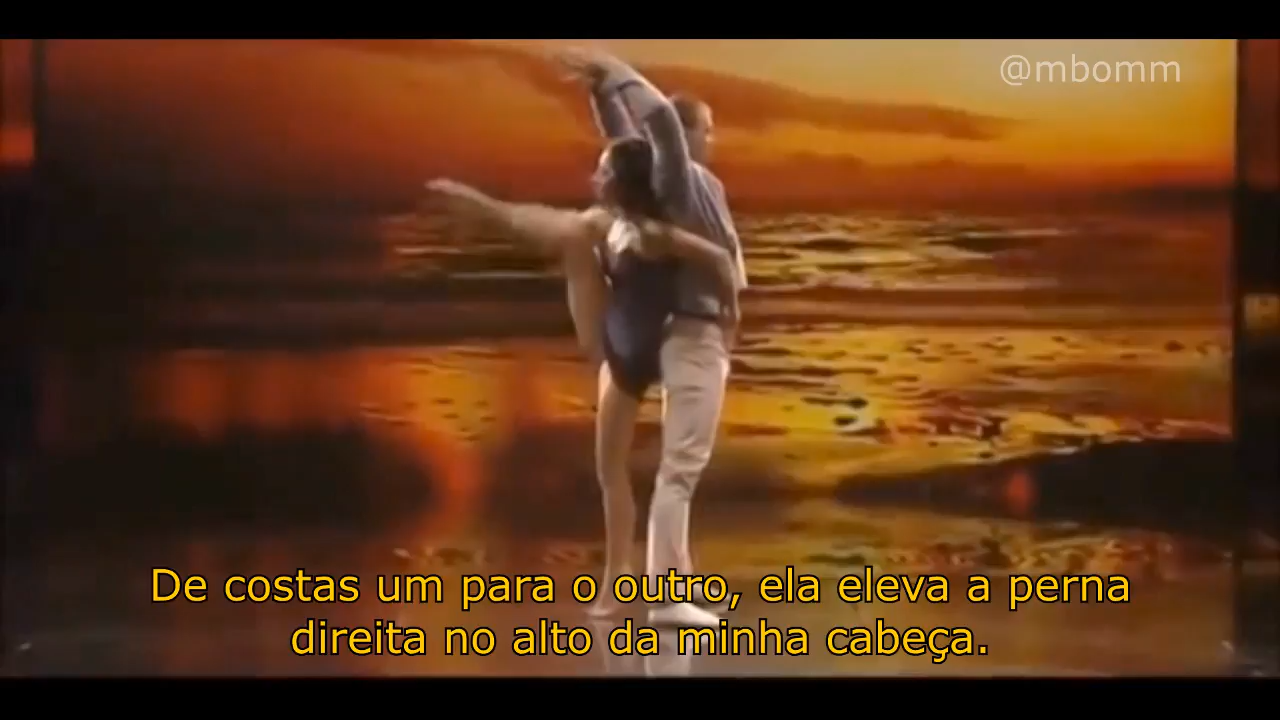 @mbomm
De costas um para o outro, ela eleva a perna
direita no alto da minha cabeça.